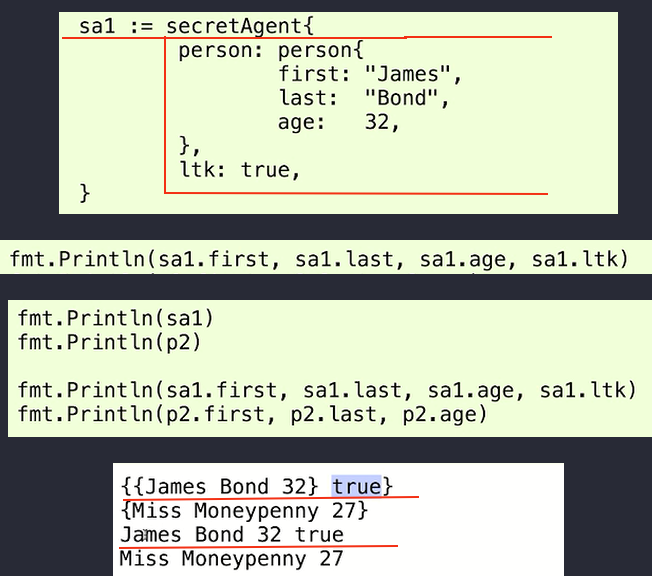 sa1 := secretAgent{
person: person{
first: "James",
last: "Bond",
age: 32,
},
ltk: true,
}
fmt.Println(sa1.first, sa1.last, sa1.age, sa1.ltk)
fmt.Println(sa1)
fmt.Println(p2)
fmt.Println(sa1.first, sa1.last, sa1.age, sa1.ltk)
fmt.Println(p2.first, p2.last, p2.age)
{{James Bond 32} true}
{Miss Moneypenny 27}
James Bond 32 true
Miss Moneypenny 27